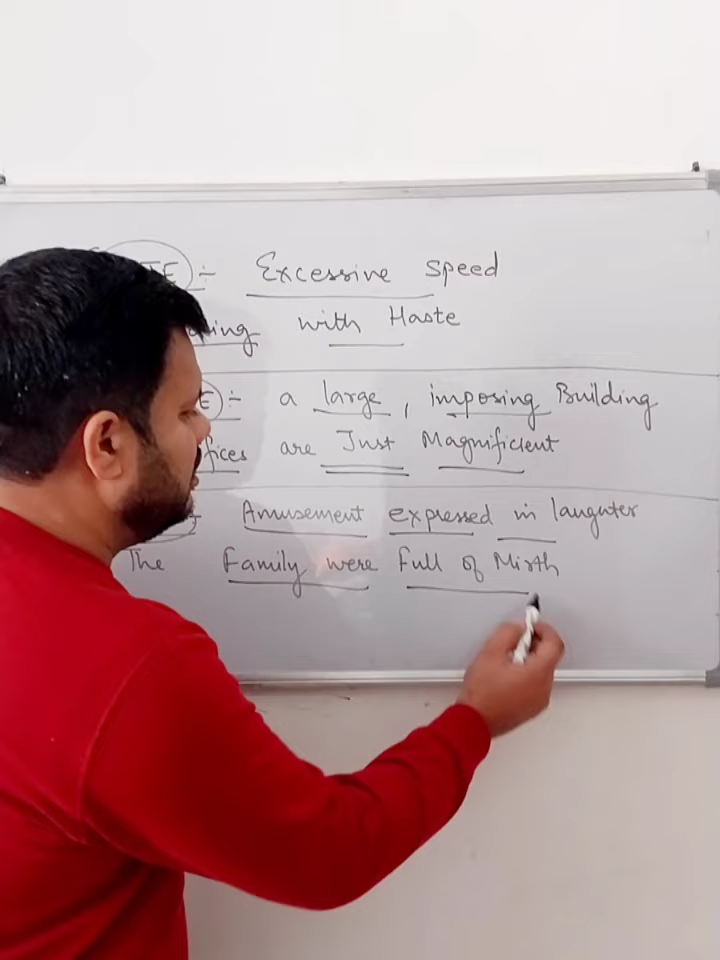 :- Excessive speed
with Haste
:- a large, imposing Building
are Just Magnificent
Amusement expressed in laughter
The Family were Full of Mirth